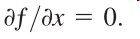 ∂f/∂x = 0.